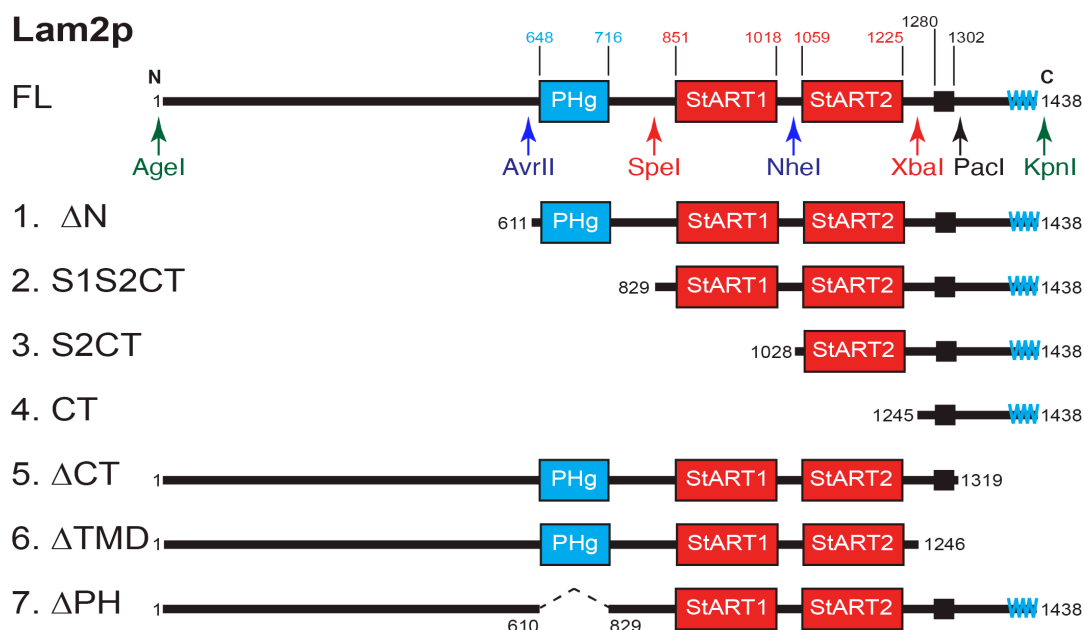 Lam2p
648 716 851 1018 1059 1225 1280 1302
N C
FL 1 PHg StART1 StART2 1438
AgeI AvrII SpeI NheI XbaI PacI KpnI
1. ΔN 611 PHg StART1 StART2 1438
2. S1S2CT 829 StART1 StART2 1438
3. S2CT 1028 StART2 1438
4. CT 1245 1438
5. ΔCT 1 PHg StART1 StART2 1319
6. ΔTMD 1 PHg StART1 StART2 1246
7. ΔPH 1 610 829 StART1 StART2 1438